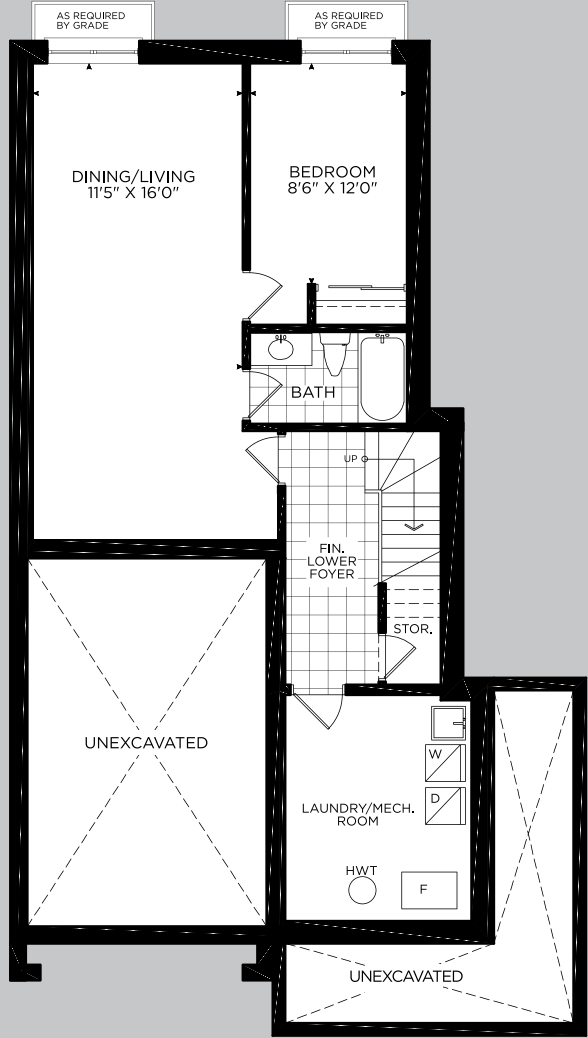 AS REQUIRED
BY GRADE
AS REQUIRED
BY GRADE
DINING/LIVING
11'5" X 16'0"
BEDROOM
8'6" X 12'0"
BATH
UP
FIN.
LOWER
FOYER
STOR.
UNEXCAVATED
W
D
LAUNDRY/MECH.
ROOM
HWT
F
UNEXCAVATED